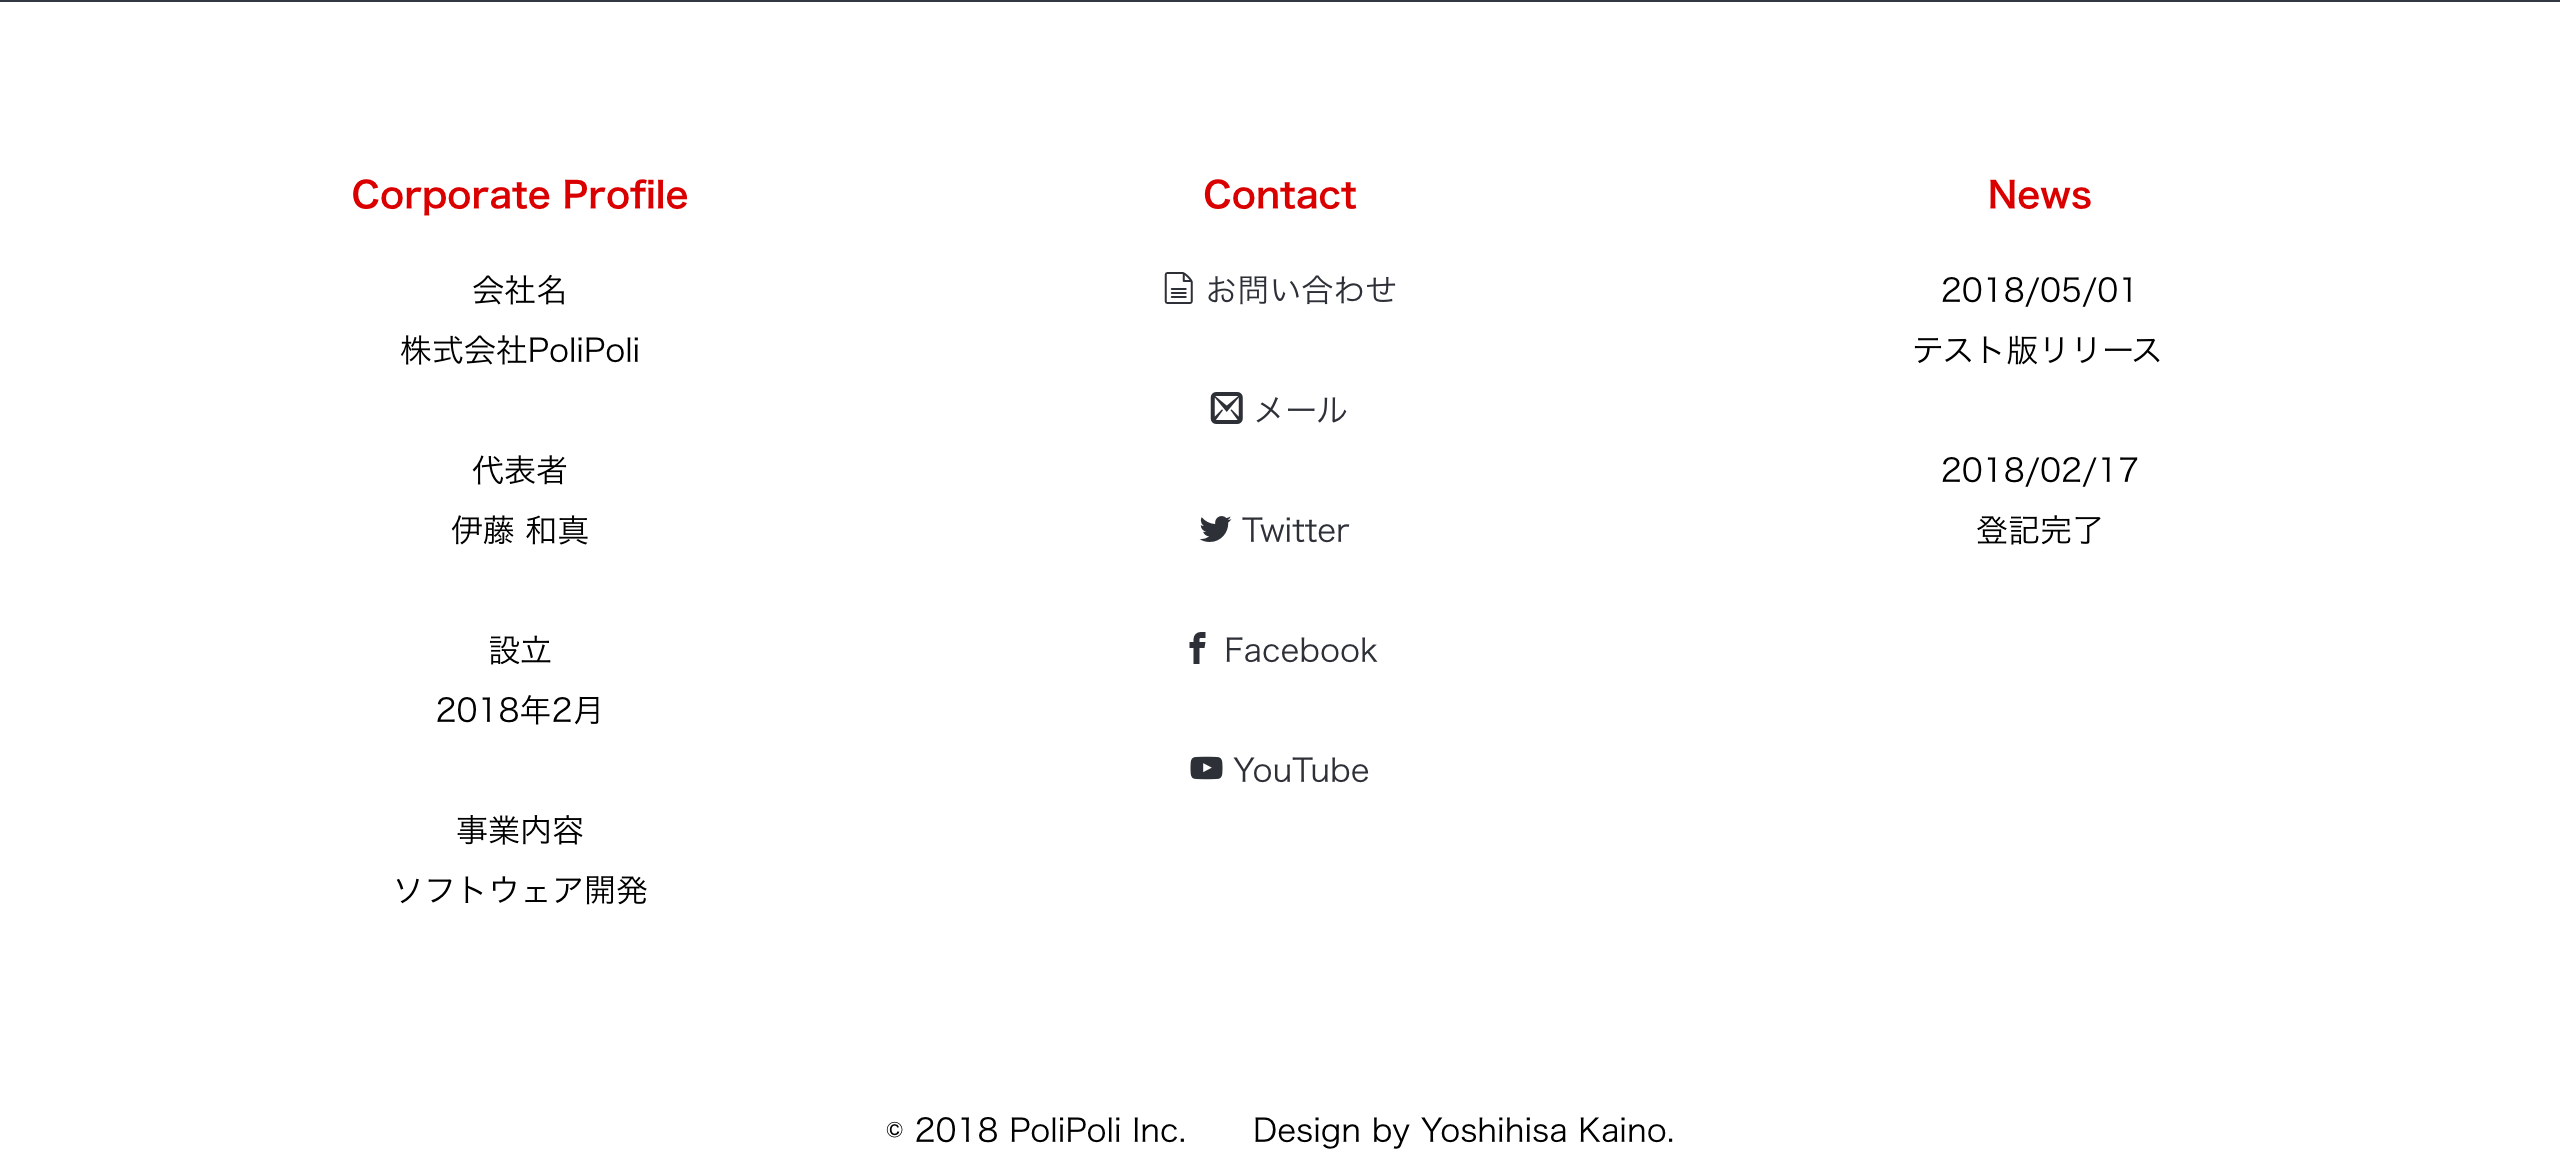 Corporate Profile
会社名
株式会社PoliPoli
代表者
伊藤 和真
設立
2018年2月
事業内容
ソフトウェア開発
Contact
お問い合わせ
メール
Twitter
Facebook
YouTube
News
2018/05/01
テスト版リリース
2018/02/17
登記完了
© 2018 PoliPoli Inc. Design by Yoshihisa Kaino.